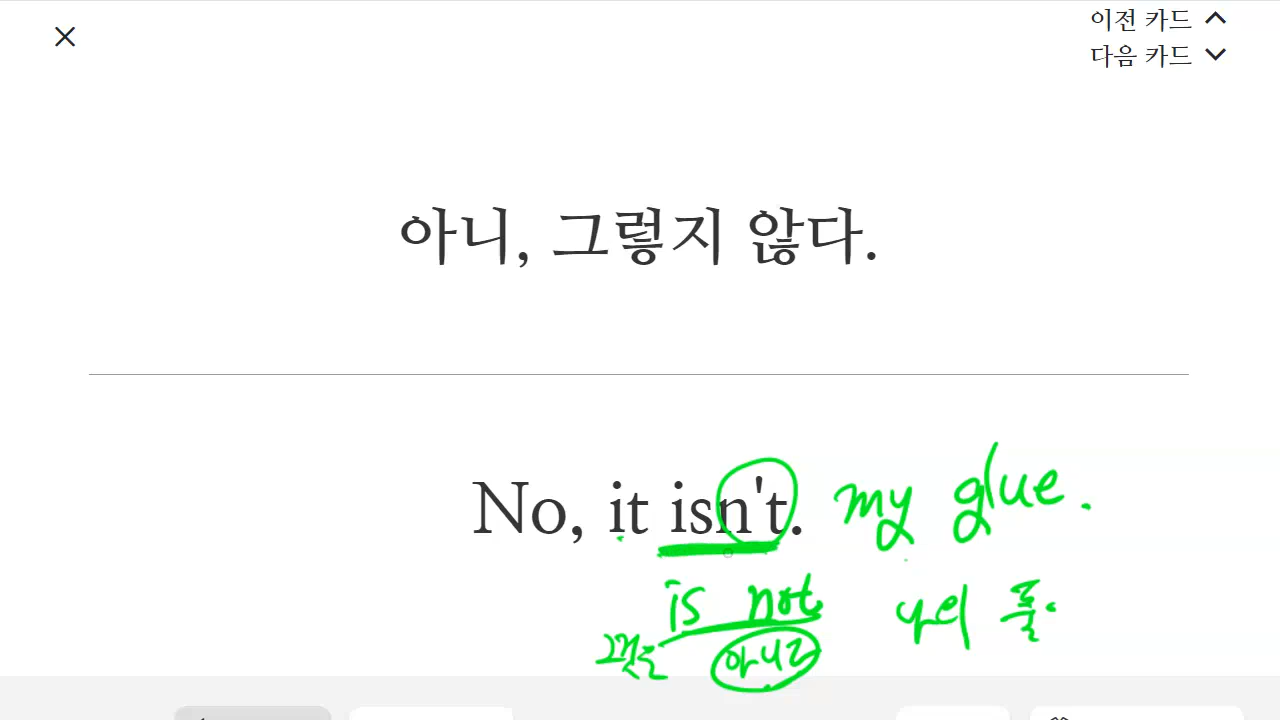 이전 카드
다음 카드
아니, 그렇지 않다.
No, it isn't. my glue.
is not 나의 풀
그것은 아니라